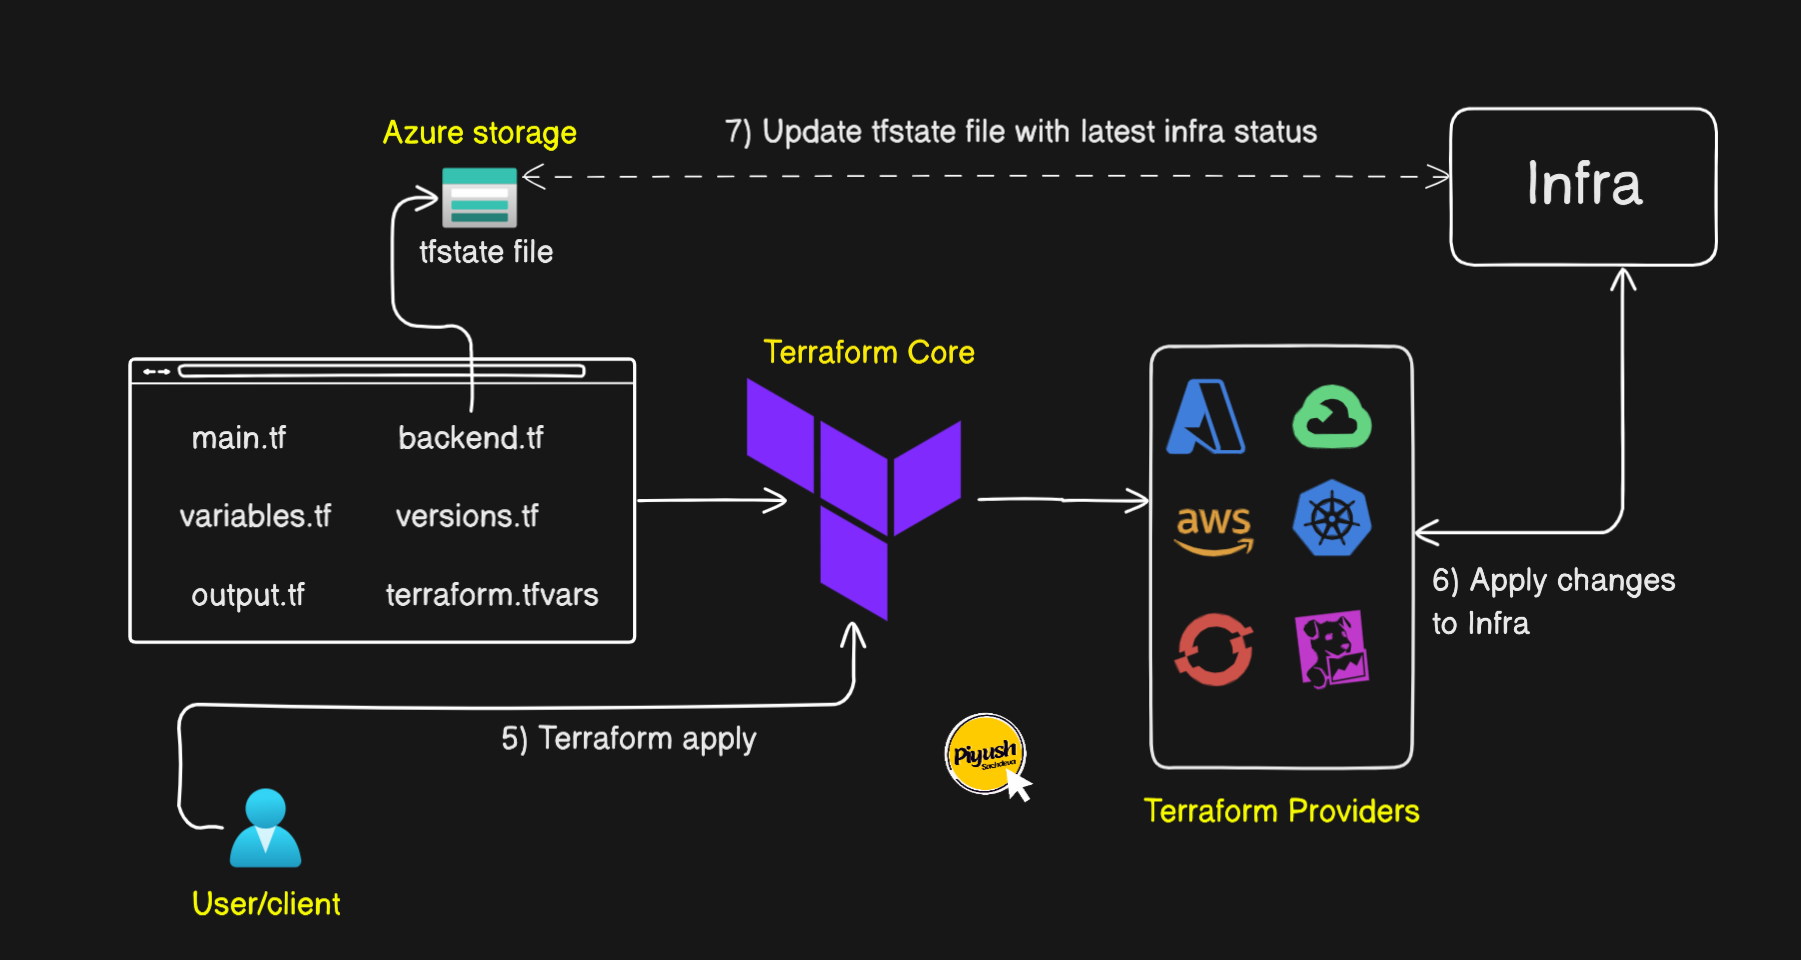 Azure storage
7) Update tfstate file with latest infra status
Infra
tfstate file
Terraform Core
main.tf
backend.tf
variables.tf
versions.tf
output.tf
terraform.tfvars
aws
6) Apply changes
to Infra
5) Terraform apply
Piyush
Sachdeva
Terraform Providers
User/client